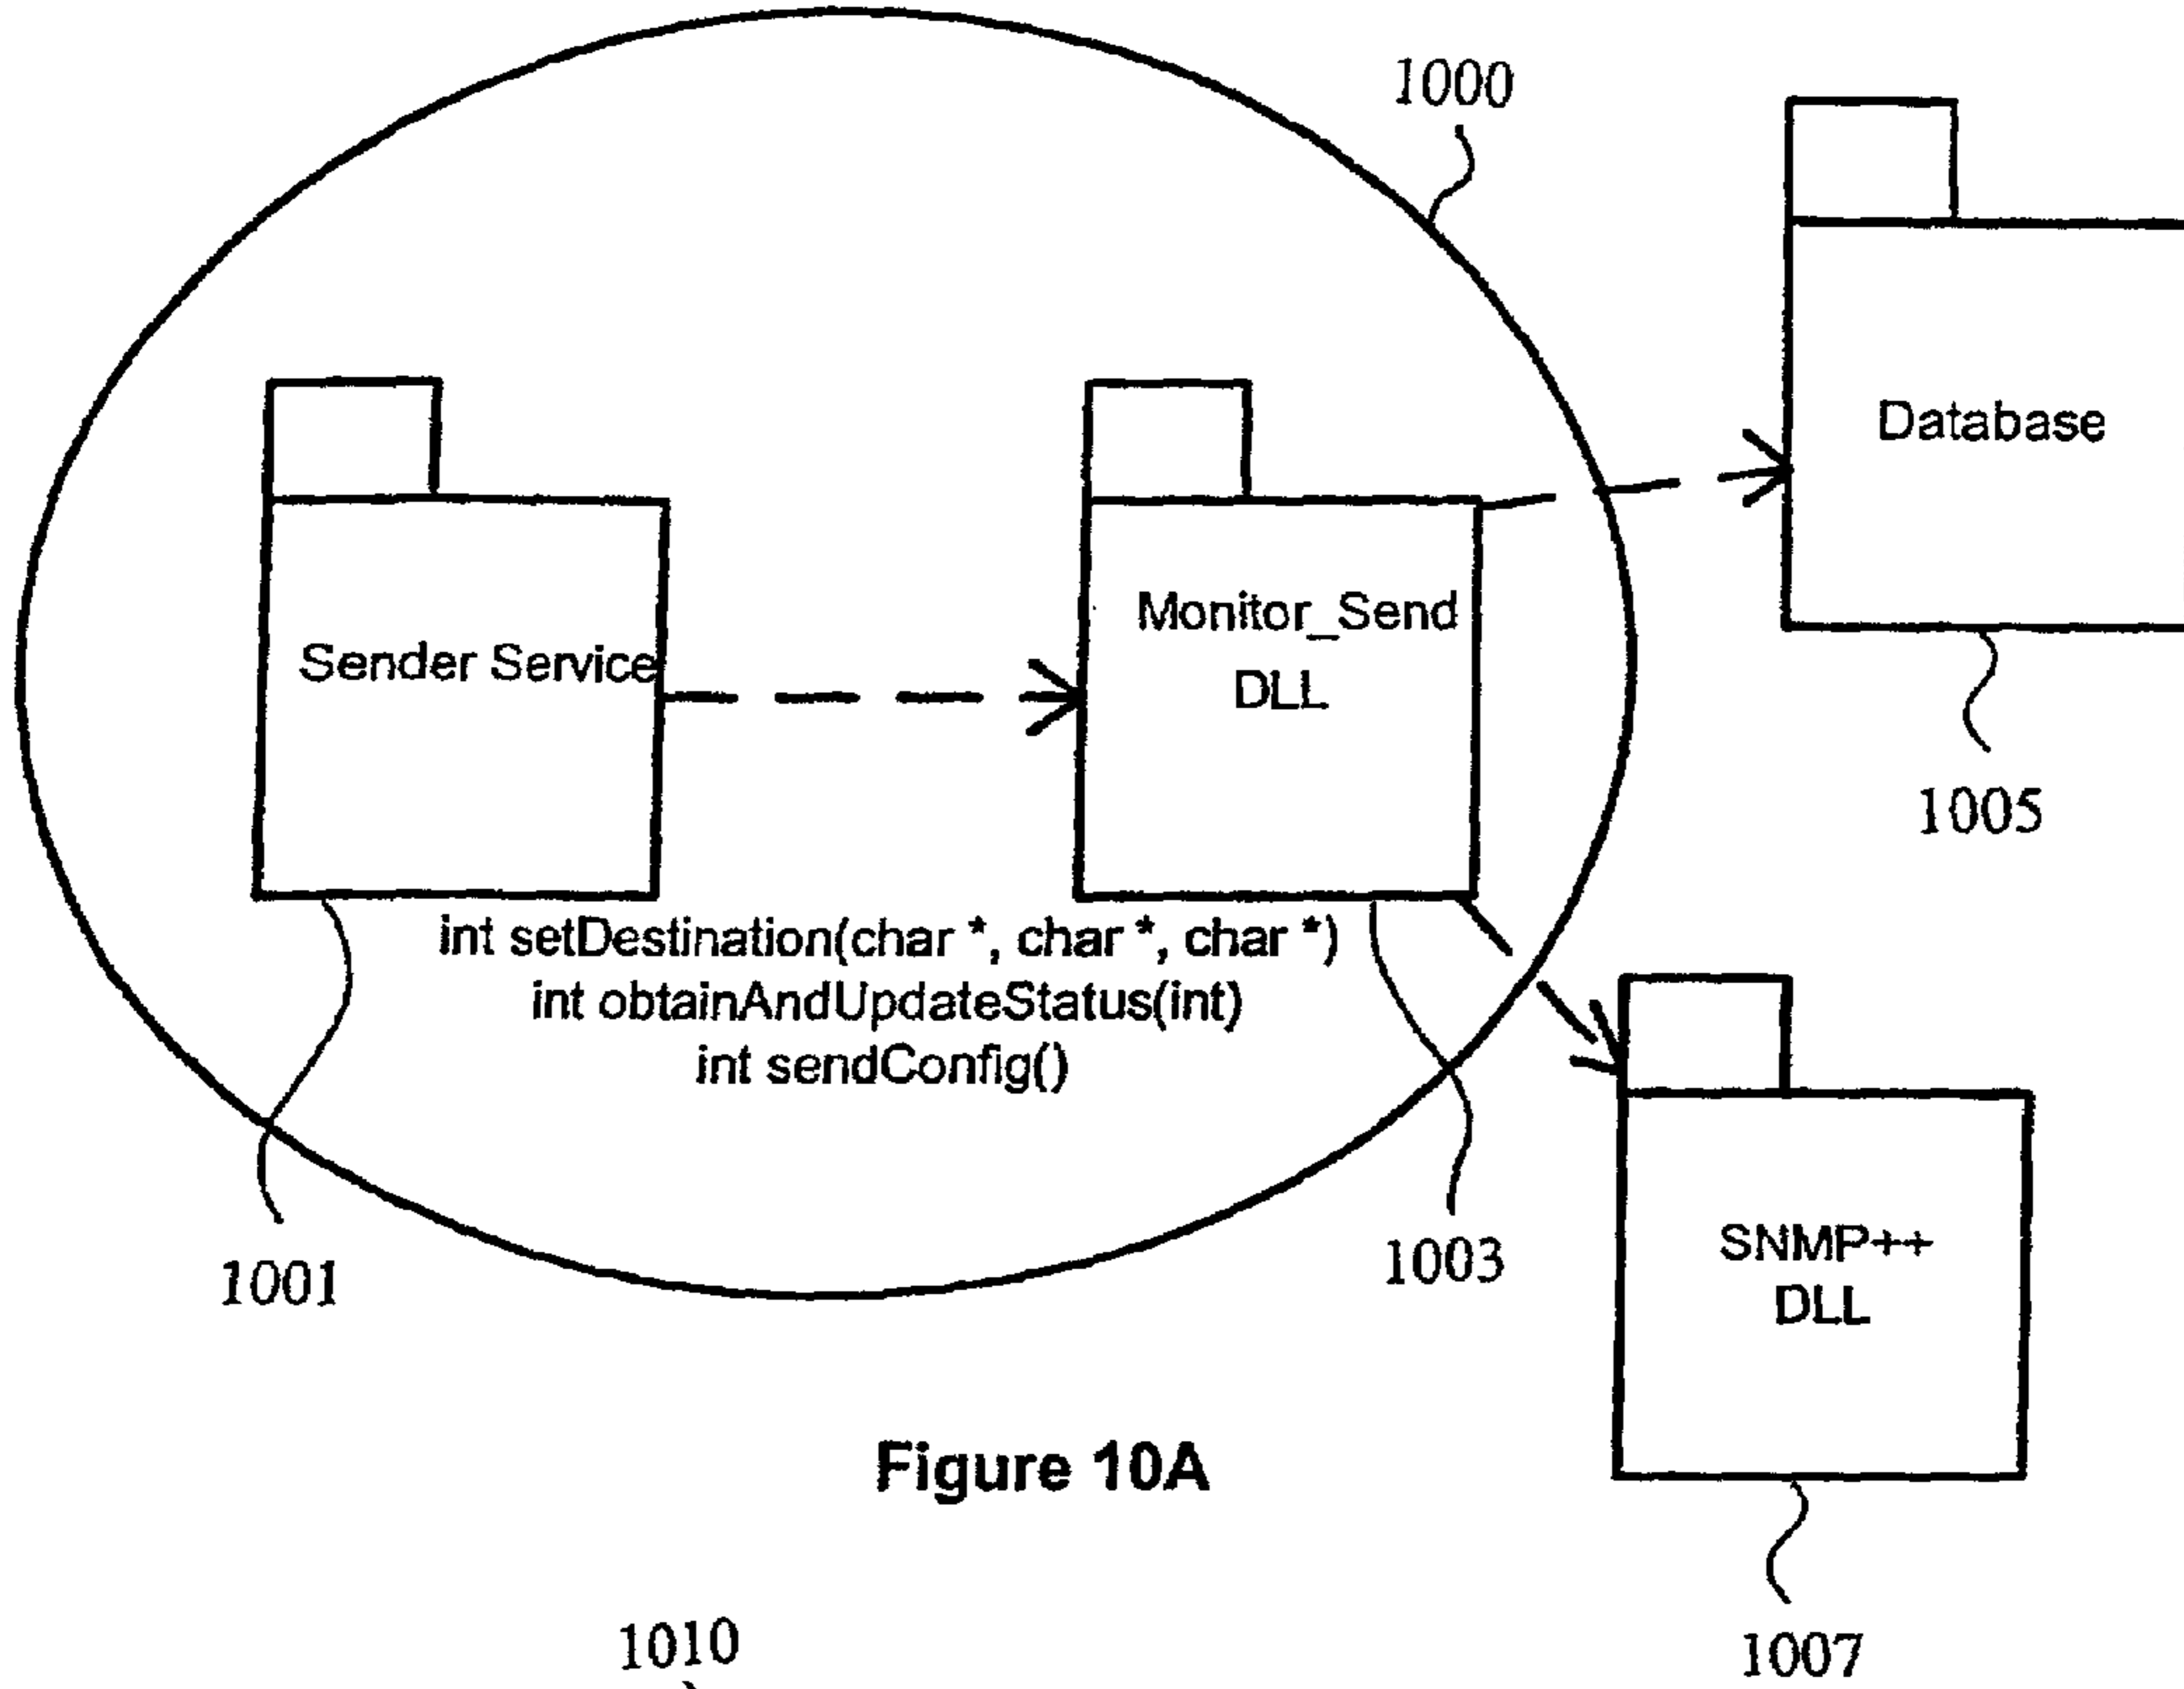 1000
Database
Monitor_Send
DLL
Sender Service
1005
int setDestination(char *, char *, char *)
int obtainAndUpdateStatus(int)
int sendConfig()
1001
1003
SNMP++
DLL
Figure 10A
1010
1007